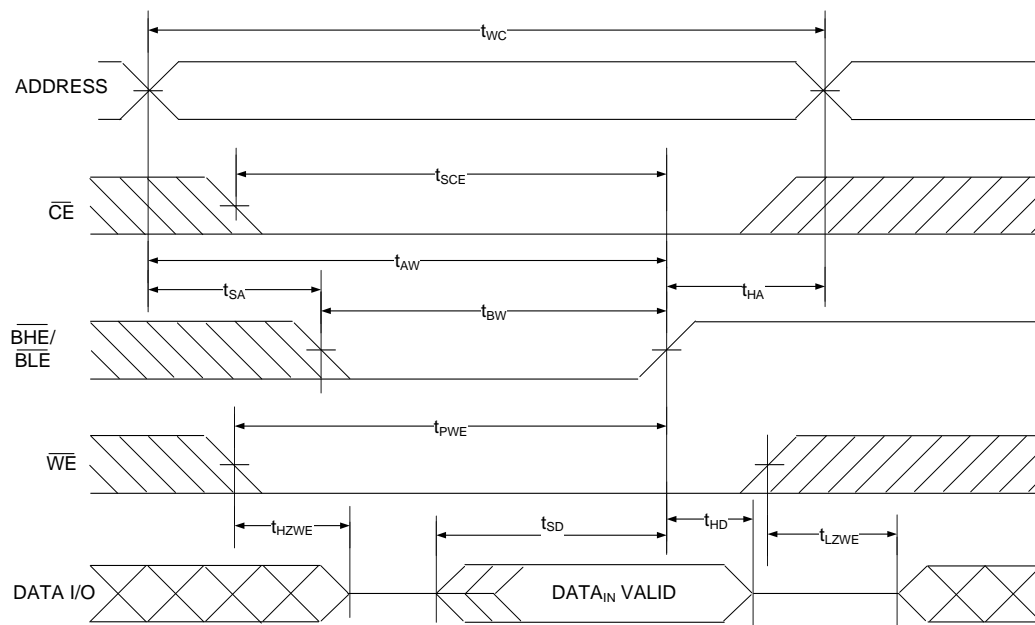 tWC
ADDRESS
tSCE
CE
tAW
tSA
tHA
tBW
BHE/
BLE
tPWE
WE
tHZWE
tSD
tHD
tLZWE
DATA I/O
DATAIN VALID